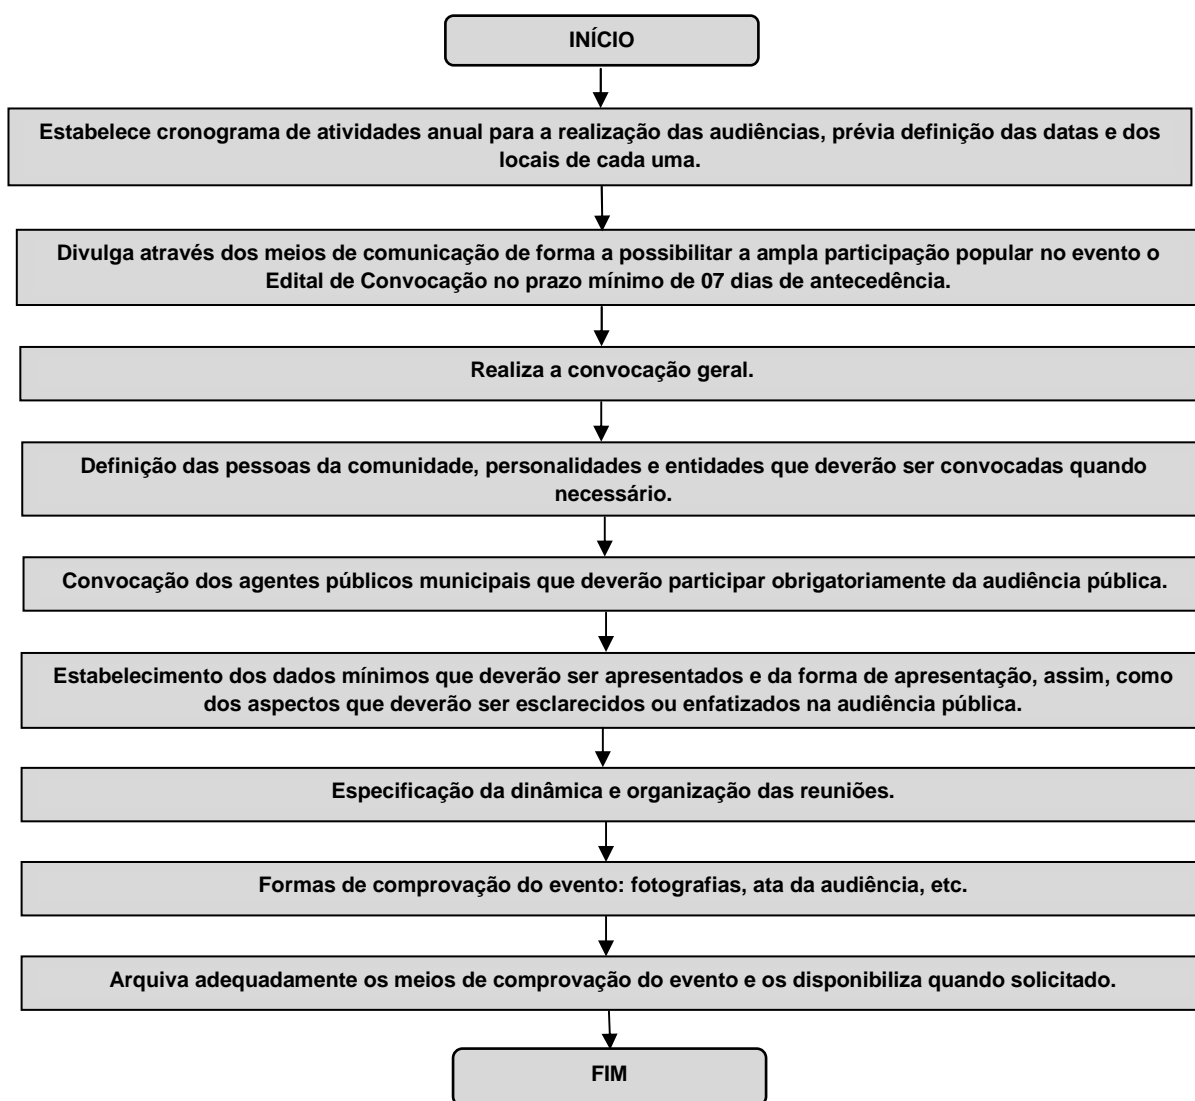 INÍCIO
Estabelece cronograma de atividades anual para a realização das audiências, prévia definição das datas e dos
locais de cada uma.
Divulga através dos meios de comunicação de forma a possibilitar a ampla participação popular no evento o
Edital de Convocação no prazo mínimo de 07 dias de antecedência.
Realiza a convocação geral.
Definição das pessoas da comunidade, personalidades e entidades que deverão ser convocadas quando
necessário.
Convocação dos agentes públicos municipais que deverão participar obrigatoriamente da audiência pública.
Estabelecimento dos dados mínimos que deverão ser apresentados e da forma de apresentação, assim, como
dos aspectos que deverão ser esclarecidos ou enfatizados na audiência pública.
Especificação da dinâmica e organização das reuniões.
Formas de comprovação do evento: fotografias, ata da audiência, etc.
Arquiva adequadamente os meios de comprovação do evento e os disponibiliza quando solicitado.
FIM